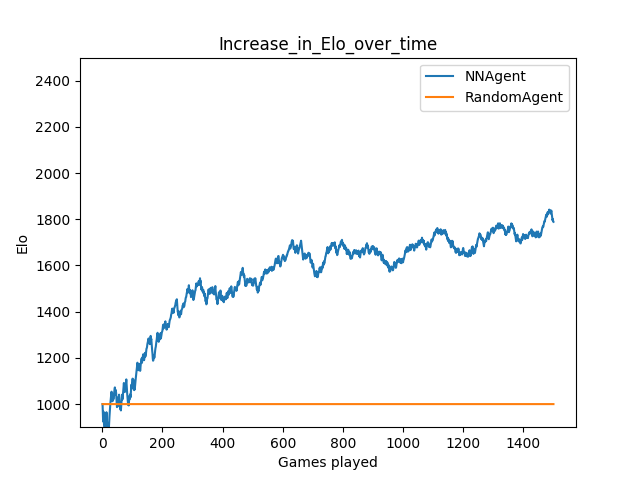 Increase_in_Elo_over_time
NNAgent
RandomAgent
2400
2200
2000
1800
1600
1400
1200
1000
Elo
0 200 400 600 800 1000 1200 1400
Games played